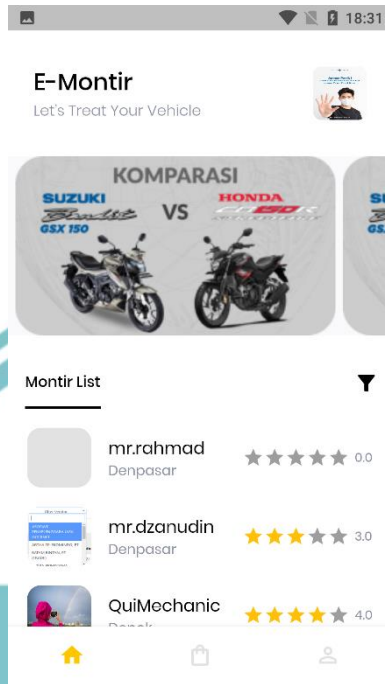 18:31
E-Montir
Let's Treat Your Vehicle
KOMPARASI
SUZUKI
Bandit
GSX 150
VS
HONDA
Montir List
mr.rahmad
Denpasar
0.0
mr.dzanudin
Denpasar
3.0
QuiMechanic
4.0